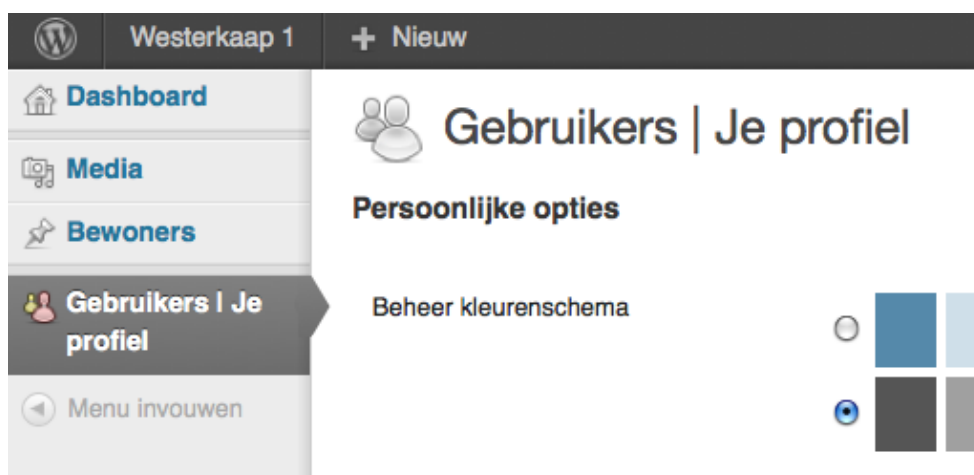 Westerkaap 1
+ Nieuw
Dashboard
Media
Bewoners
Gebruikers | Je
profiel
Menu invouwen
Gebruikers | Je profiel
Persoonlijke opties
Beheer kleurenschema